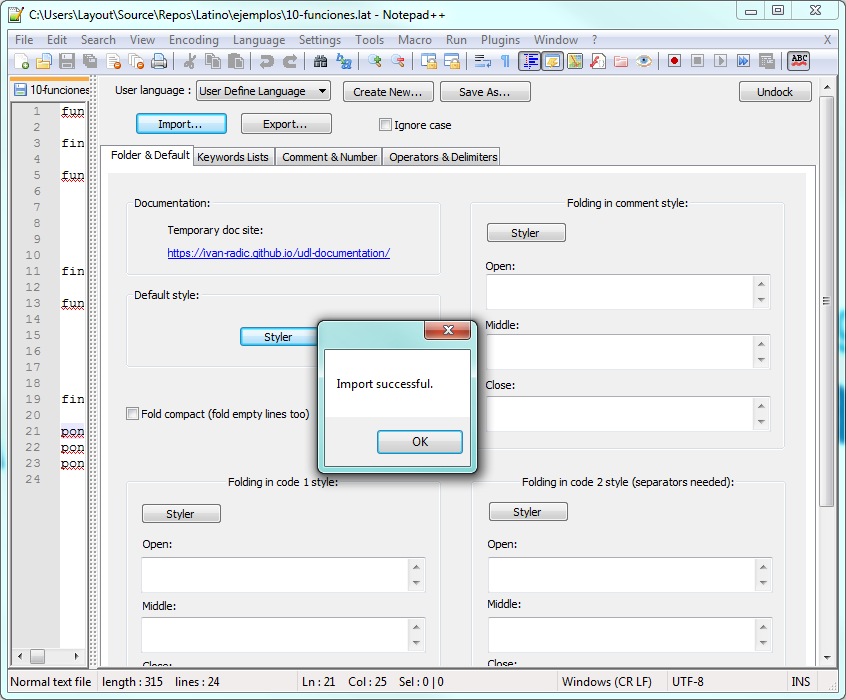 C:\Users\Layout\Source\Repos\Latino\ejemplos\10-funciones.lat - Notepad++
File Edit Search View Encoding Language Settings Tools Macro Run Plugins Window ? X
ABC
10-funciones
User language : User Define Language Create New... Save As... Undock
Import... Export... Ignore case
Folder & Default Keywords Lists Comment & Number Operators & Delimiters
1 fun
2
3 fin
4
5 fun
6
7
8
9
10
11 fin
12
13 fun
14
15
16
17
18
19 fin
20
21 pon
22 pon
23 pon
24
Documentation:
Temporary doc site:
https://ivan-radic.github.io/udl-documentation/
Default style:
Styler
Fold compact (fold empty lines too)
Folding in comment style:
Styler
Open:
Middle:
Close:
Import successful.
OK
Folding in code 1 style:
Styler
Open:
Middle:
Close:
Folding in code 2 style (separators needed):
Styler
Open:
Middle:
Close:
Normal text file length : 315 lines : 24 Ln : 21 Col : 25 Sel : 0 | 0 Windows (CR LF) UTF-8 INS